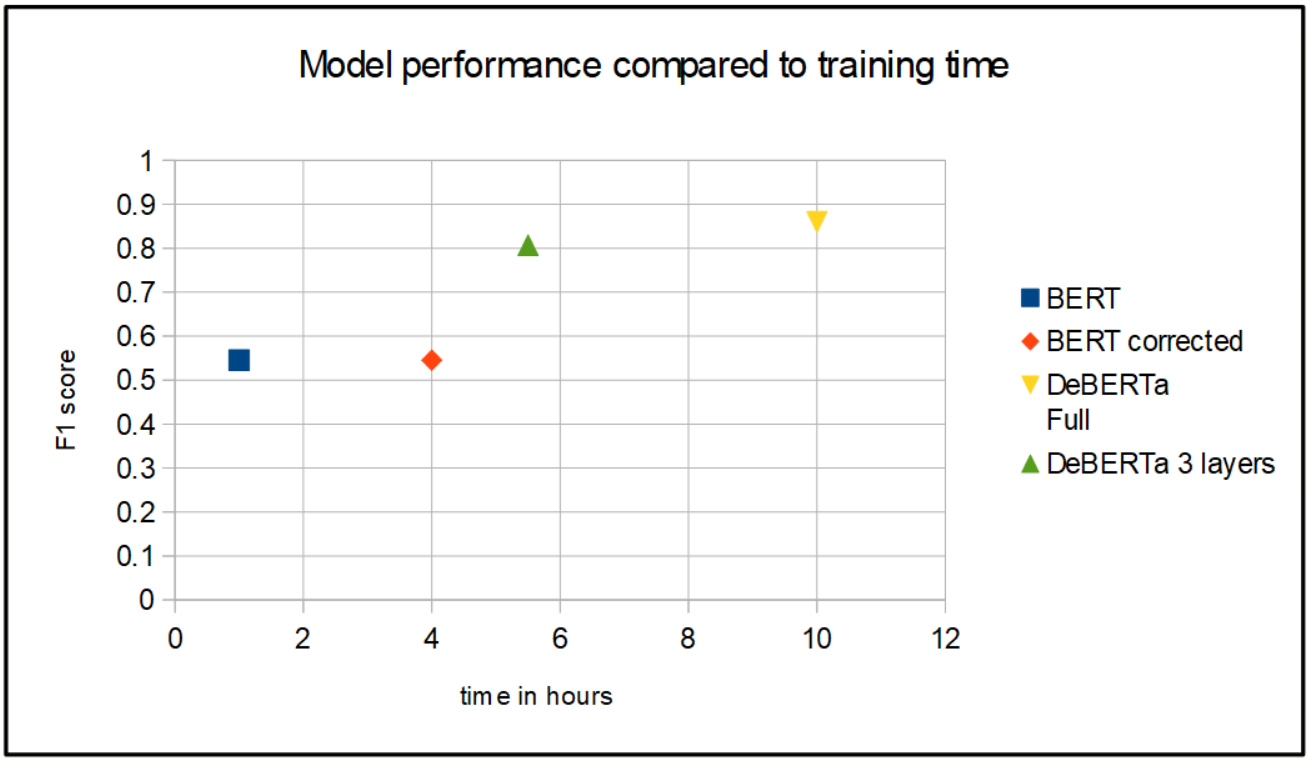 Model performance compared to training time
1
0.9
0.8
0.7
0.6
0.5
0.4
0.3
0.2
0.1
0
F1 score
0 2 4 6 8 10 12
time in hours
BERT
BERT corrected
DeBERTa
Full
DeBERTa 3 layers